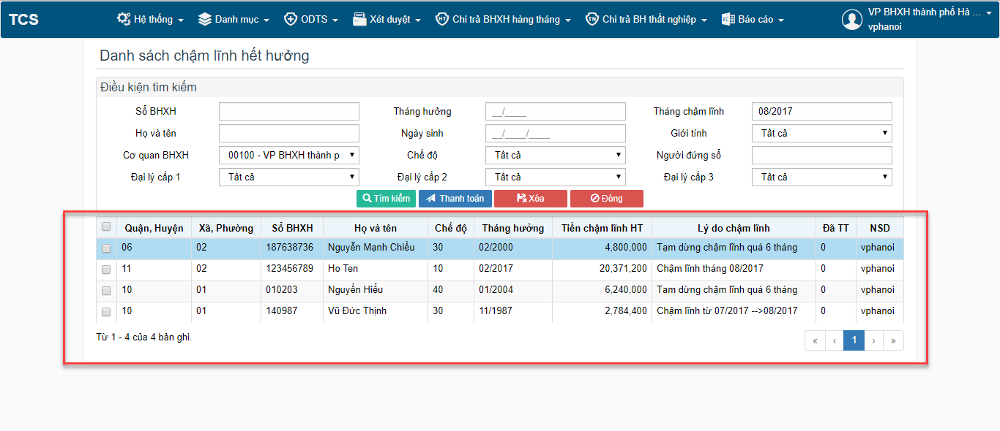 TCS Hệ thống Danh mục ODTS Xét duyệt Chi trả BHXH hàng tháng Chi trả BH thất nghiệp Báo cáo VP BHXH thành phố Hà ...
vphanoi
Danh sách chậm lĩnh hết hưởng
Điều kiện tìm kiếm
Sổ BHXH Tháng hưởng __/____ Tháng chậm lĩnh 08/2017
Họ và tên Ngày sinh __/____/____ Giới tính Tất cả
Cơ quan BHXH 00100 - VP BHXH thành p Chế độ Tất cả Người đứng sổ
Đại lý cấp 1 Tất cả Đại lý cấp 2 Tất cả Đại lý cấp 3 Tất cả
Tìm kiếm Thanh toán Xóa Đóng
Quận, Huyện Xã, Phường Sổ BHXH Họ và tên Chế độ Tháng hưởng Tiền chậm lĩnh HT Lý do chậm lĩnh Đã TT NSD
06 02 187638736 Nguyễn Mạnh Chiều 30 02/2000 4,800,000 Tạm dừng chậm lĩnh quá 6 tháng 0 vphanoi
11 02 123456789 Ho Ten 10 02/2017 20,371,200 Chậm lĩnh tháng 08/2017 0 vphanoi
10 01 010203 Nguyến Hiểu 40 01/2004 6,240,000 Tạm dừng chậm lĩnh quá 6 tháng 0 vphanoi
10 01 140987 Vũ Đức Thịnh 30 11/1987 2,784,400 Chậm lĩnh từ 07/2017 -->08/2017 0 vphanoi
Từ 1 - 4 của 4 bản ghi. « ‹ 1 › »